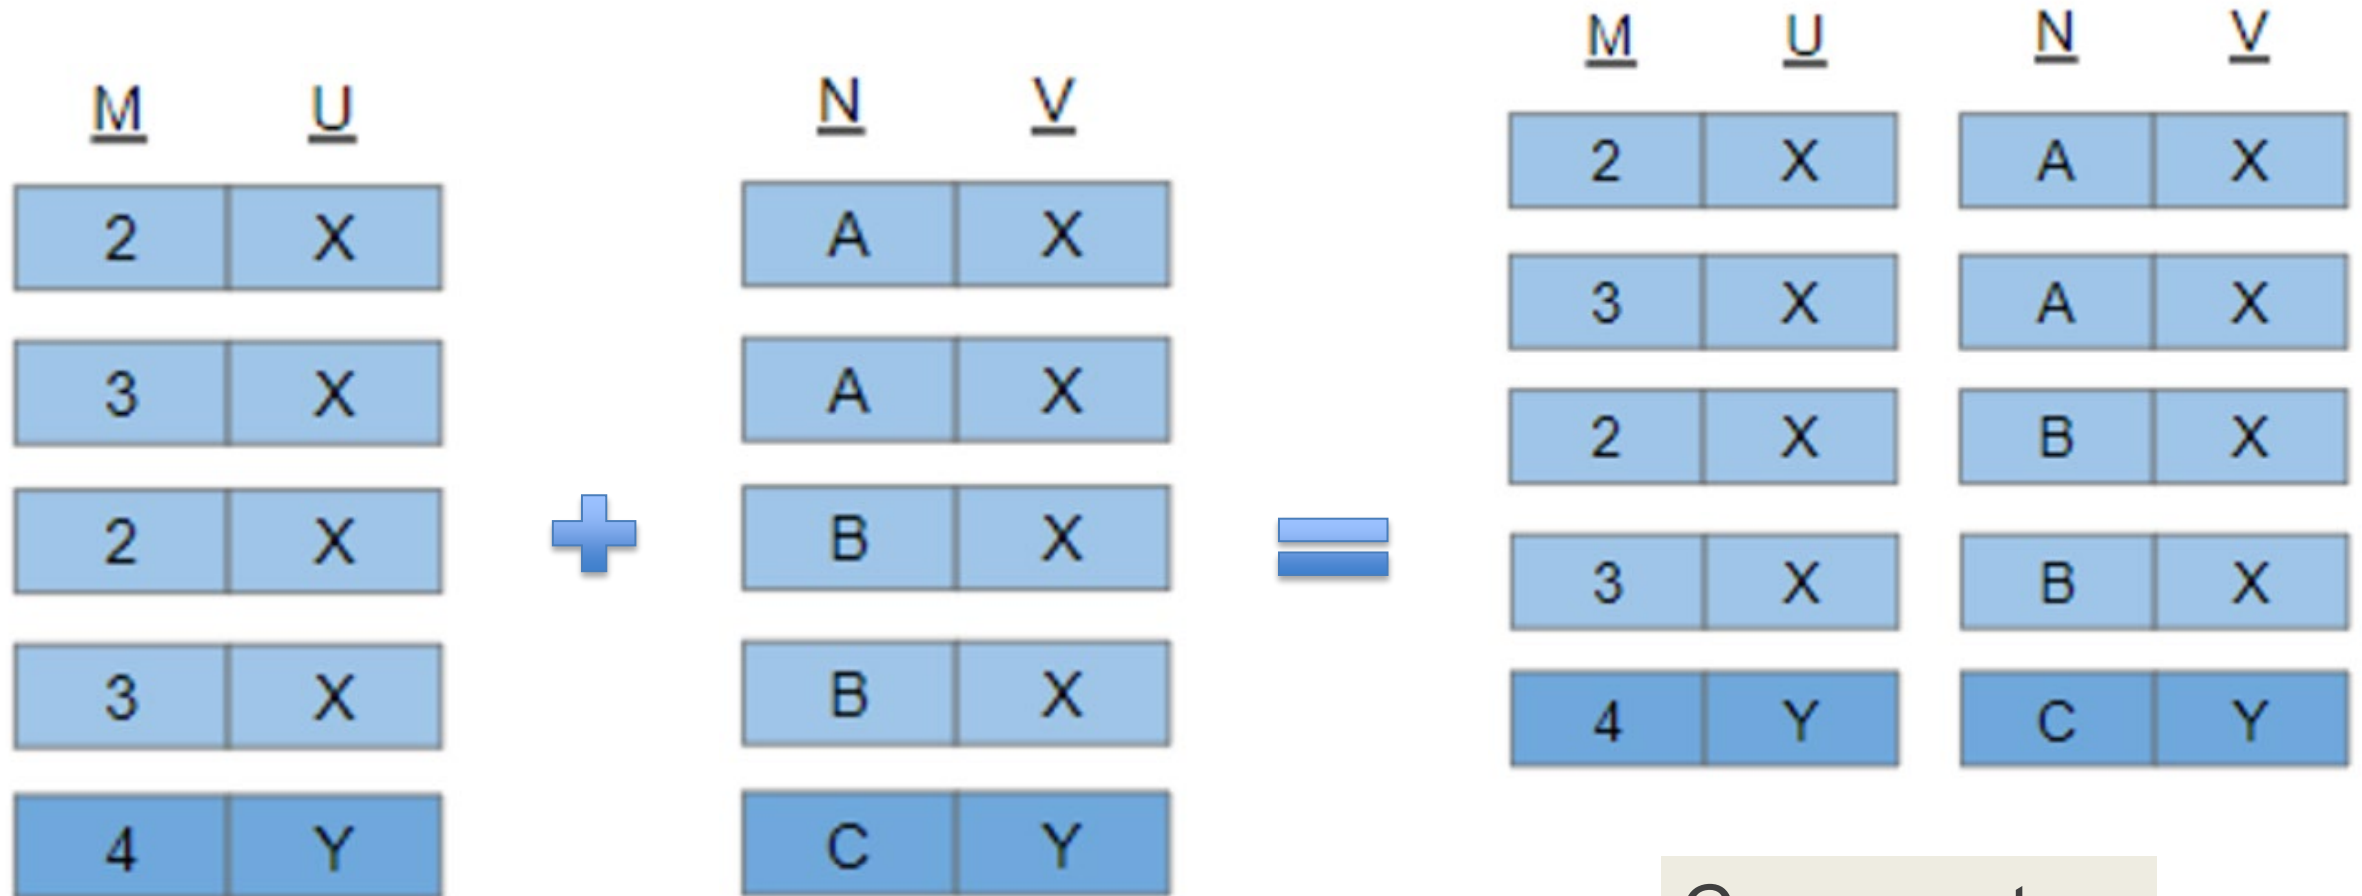 M U
2 X
3 X
2 X
3 X
4 Y
N V
A X
A X
B X
B X
C Y
M U N V
2 X A X
3 X A X
2 X B X
3 X B X
4 Y C Y